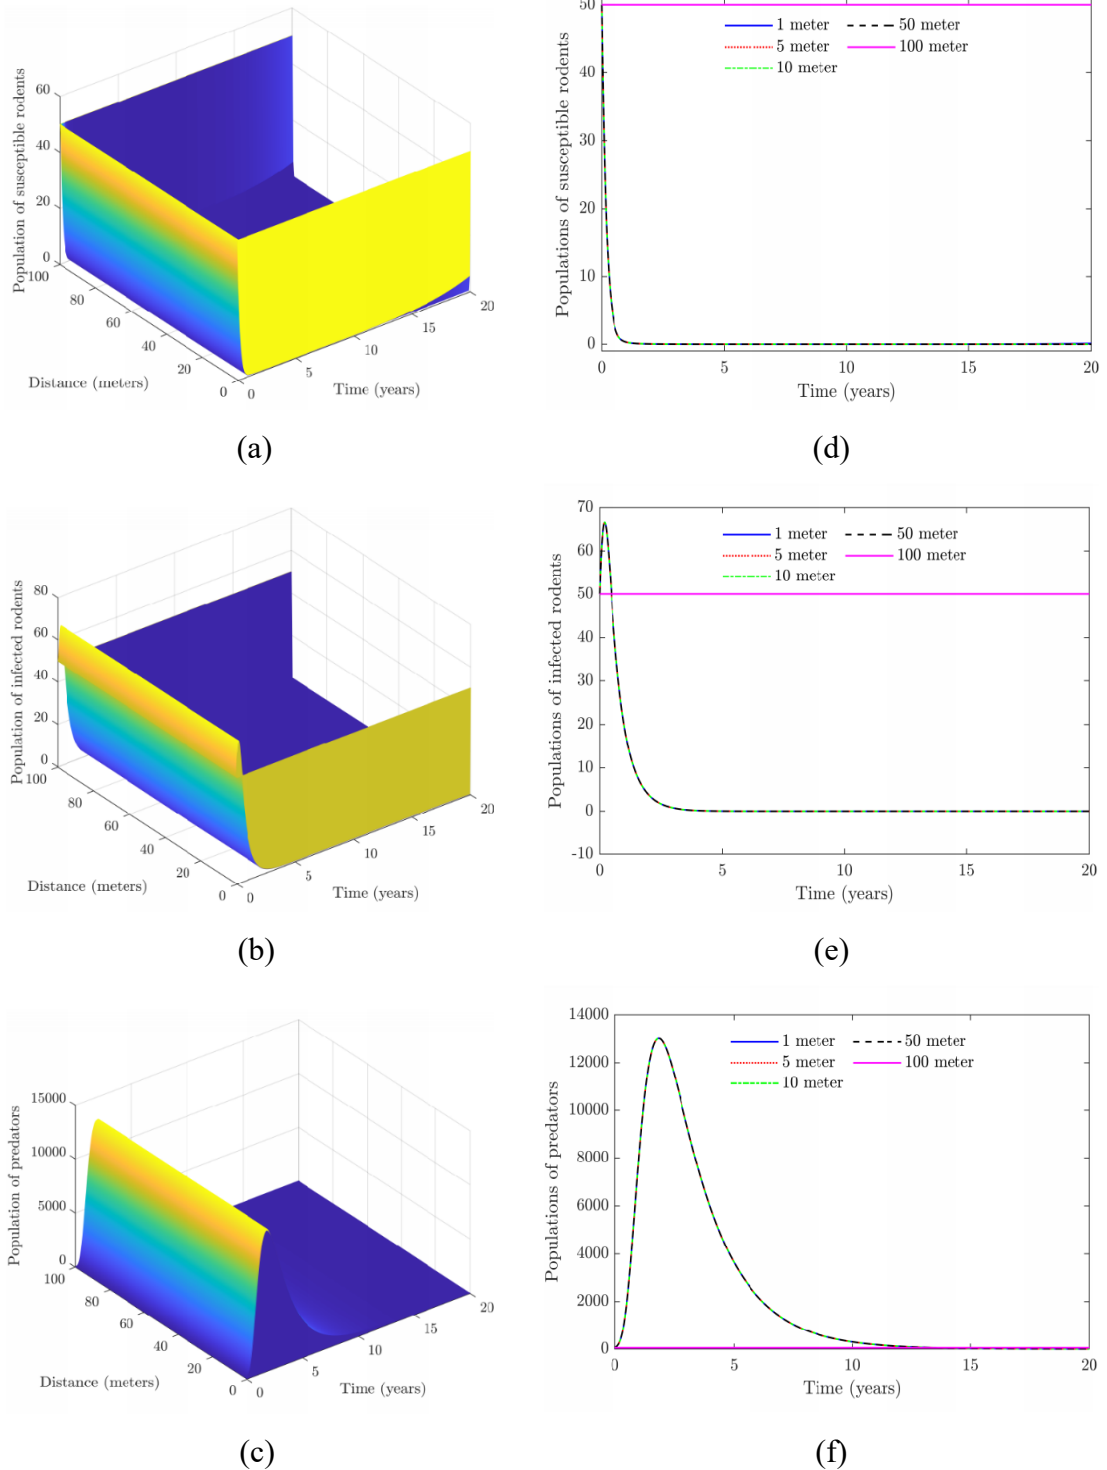 Population of susceptible rodents
60
40
20
0
100
80
60
40
20
0
Distance (meters)
0
5
10
15
20
Time (years)
(a)
Populations of susceptible rodents
50
40
30
20
10
0
1 meter
5 meter
10 meter
50 meter
100 meter
0
5
10
15
20
Time (years)
(d)
Population of infected rodents
80
60
40
20
0
100
80
60
40
20
0
Distance (meters)
0
5
10
15
20
Time (years)
(b)
Populations of infected rodents
70
60
50
40
30
20
10
0
-10
1 meter
5 meter
10 meter
50 meter
100 meter
0
5
10
15
20
Time (years)
(e)
Population of predators
15000
10000
5000
0
100
80
60
40
20
0
Distance (meters)
0
5
10
15
20
Time (years)
(c)
Populations of predators
14000
12000
10000
8000
6000
4000
2000
0
1 meter
5 meter
10 meter
50 meter
100 meter
0
5
10
15
20
Time (years)
(f)